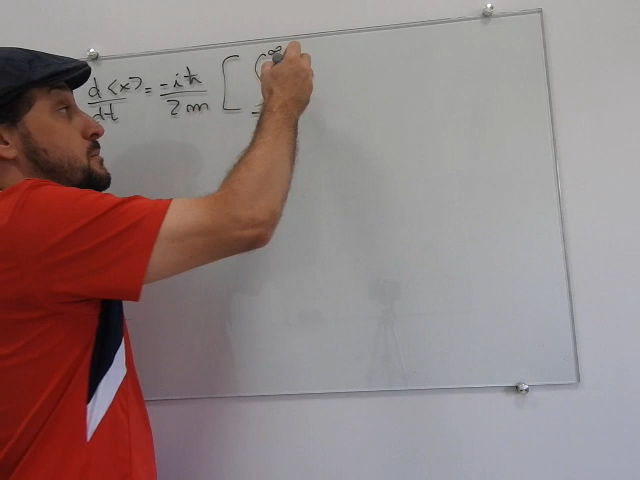 d<x>/dt = -iℏ/2m [ ∫ ∞